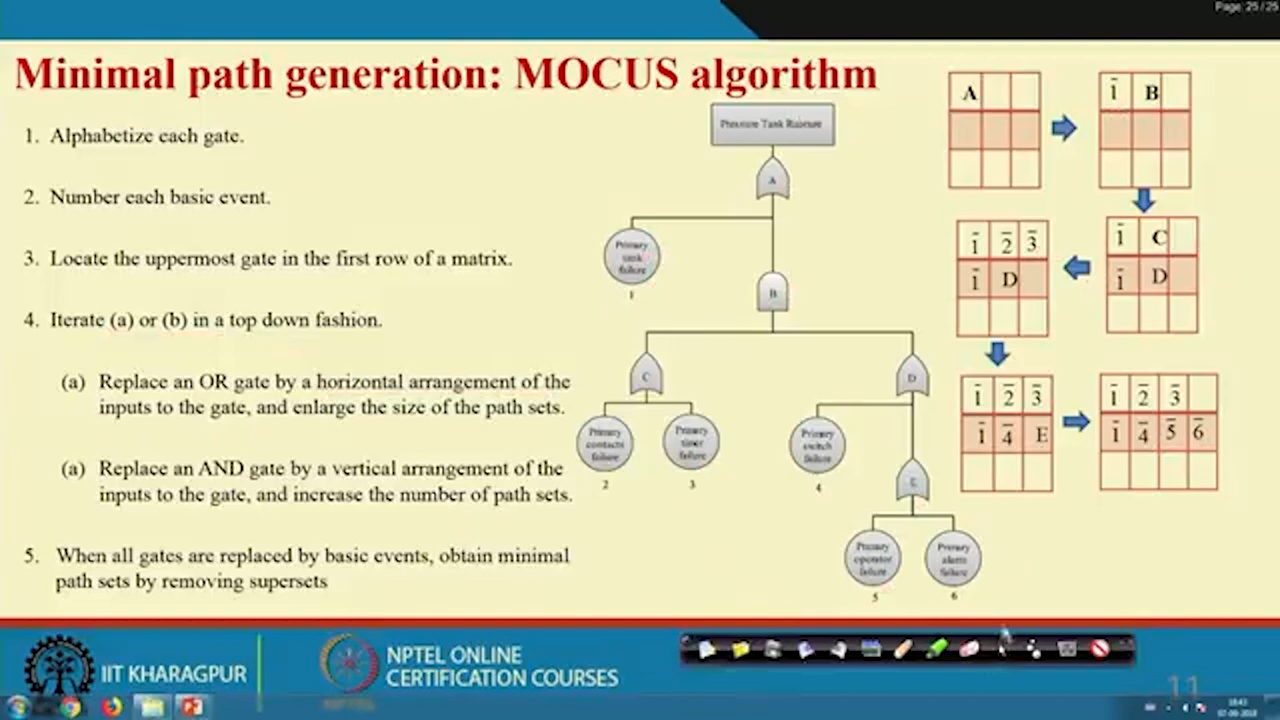 Page: 25 / 25
Minimal path generation: MOCUS algorithm
1. Alphabetize each gate.
2. Number each basic event.
3. Locate the uppermost gate in the first row of a matrix.
4. Iterate (a) or (b) in a top down fashion.
(a) Replace an OR gate by a horizontal arrangement of the
inputs to the gate, and enlarge the size of the path sets.
(a) Replace an AND gate by a vertical arrangement of the
inputs to the gate, and increase the number of path sets.
5. When all gates are replaced by basic events, obtain minimal
path sets by removing supersets
Pressure Tank Rupture
A
Primary
tank
failure
1
B
C
D
Primary
contacts
failure
2
Primary
timer
failure
3
Primary
switch
failure
4
E
Primary
operator
failure
5
Primary
alarm
failure
6
A
1̄ B
1̄ C
1̄ D
1̄ 2̄ 3̄
1̄ D
1̄ 2̄ 3̄
1̄ 4̄ E
1̄ 2̄ 3̄
1̄ 4̄ 5̄ 6̄
IIT KHARAGPUR
NPTEL ONLINE
CERTIFICATION COURSES
NPTEL
11